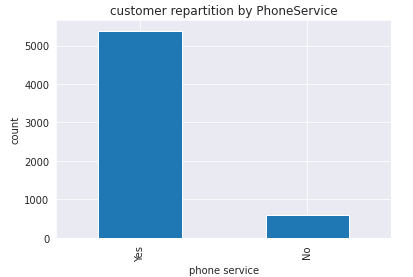 customer repartition by PhoneService
5000
4000
3000
2000
1000
0
count
Yes
No
phone service